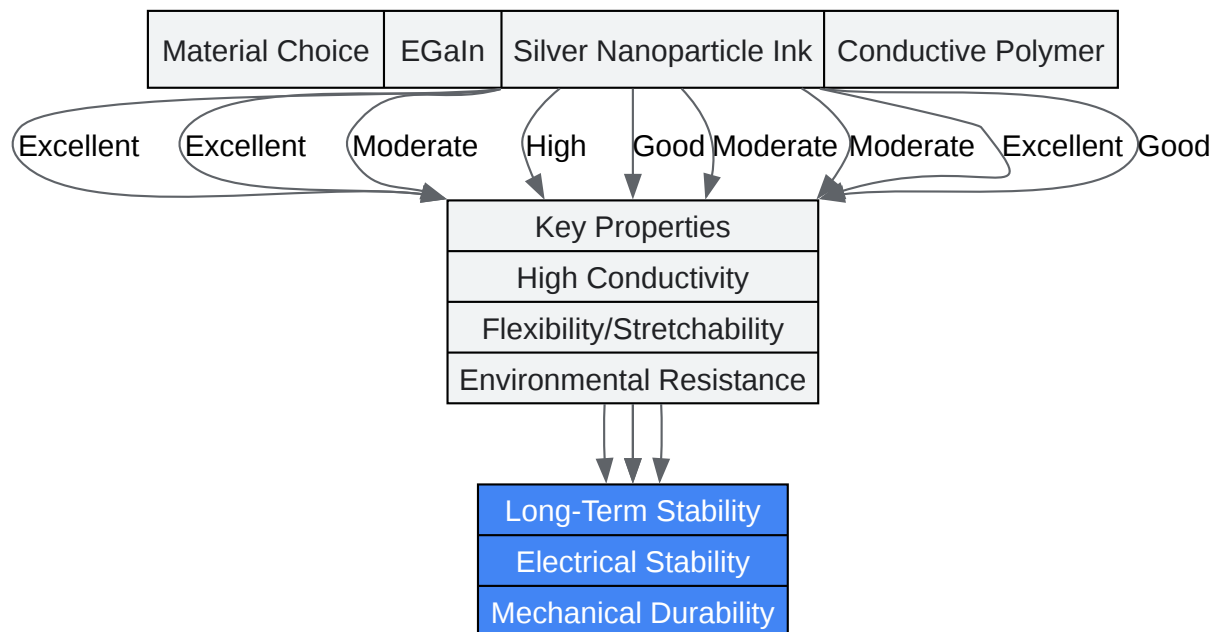 Material Choice EGaIn Silver Nanoparticle Ink Conductive Polymer
Excellent Excellent Moderate High Good Moderate Moderate Excellent Good
Key Properties
High Conductivity
Flexibility/Stretchability
Environmental Resistance
Long-Term Stability
Electrical Stability
Mechanical Durability